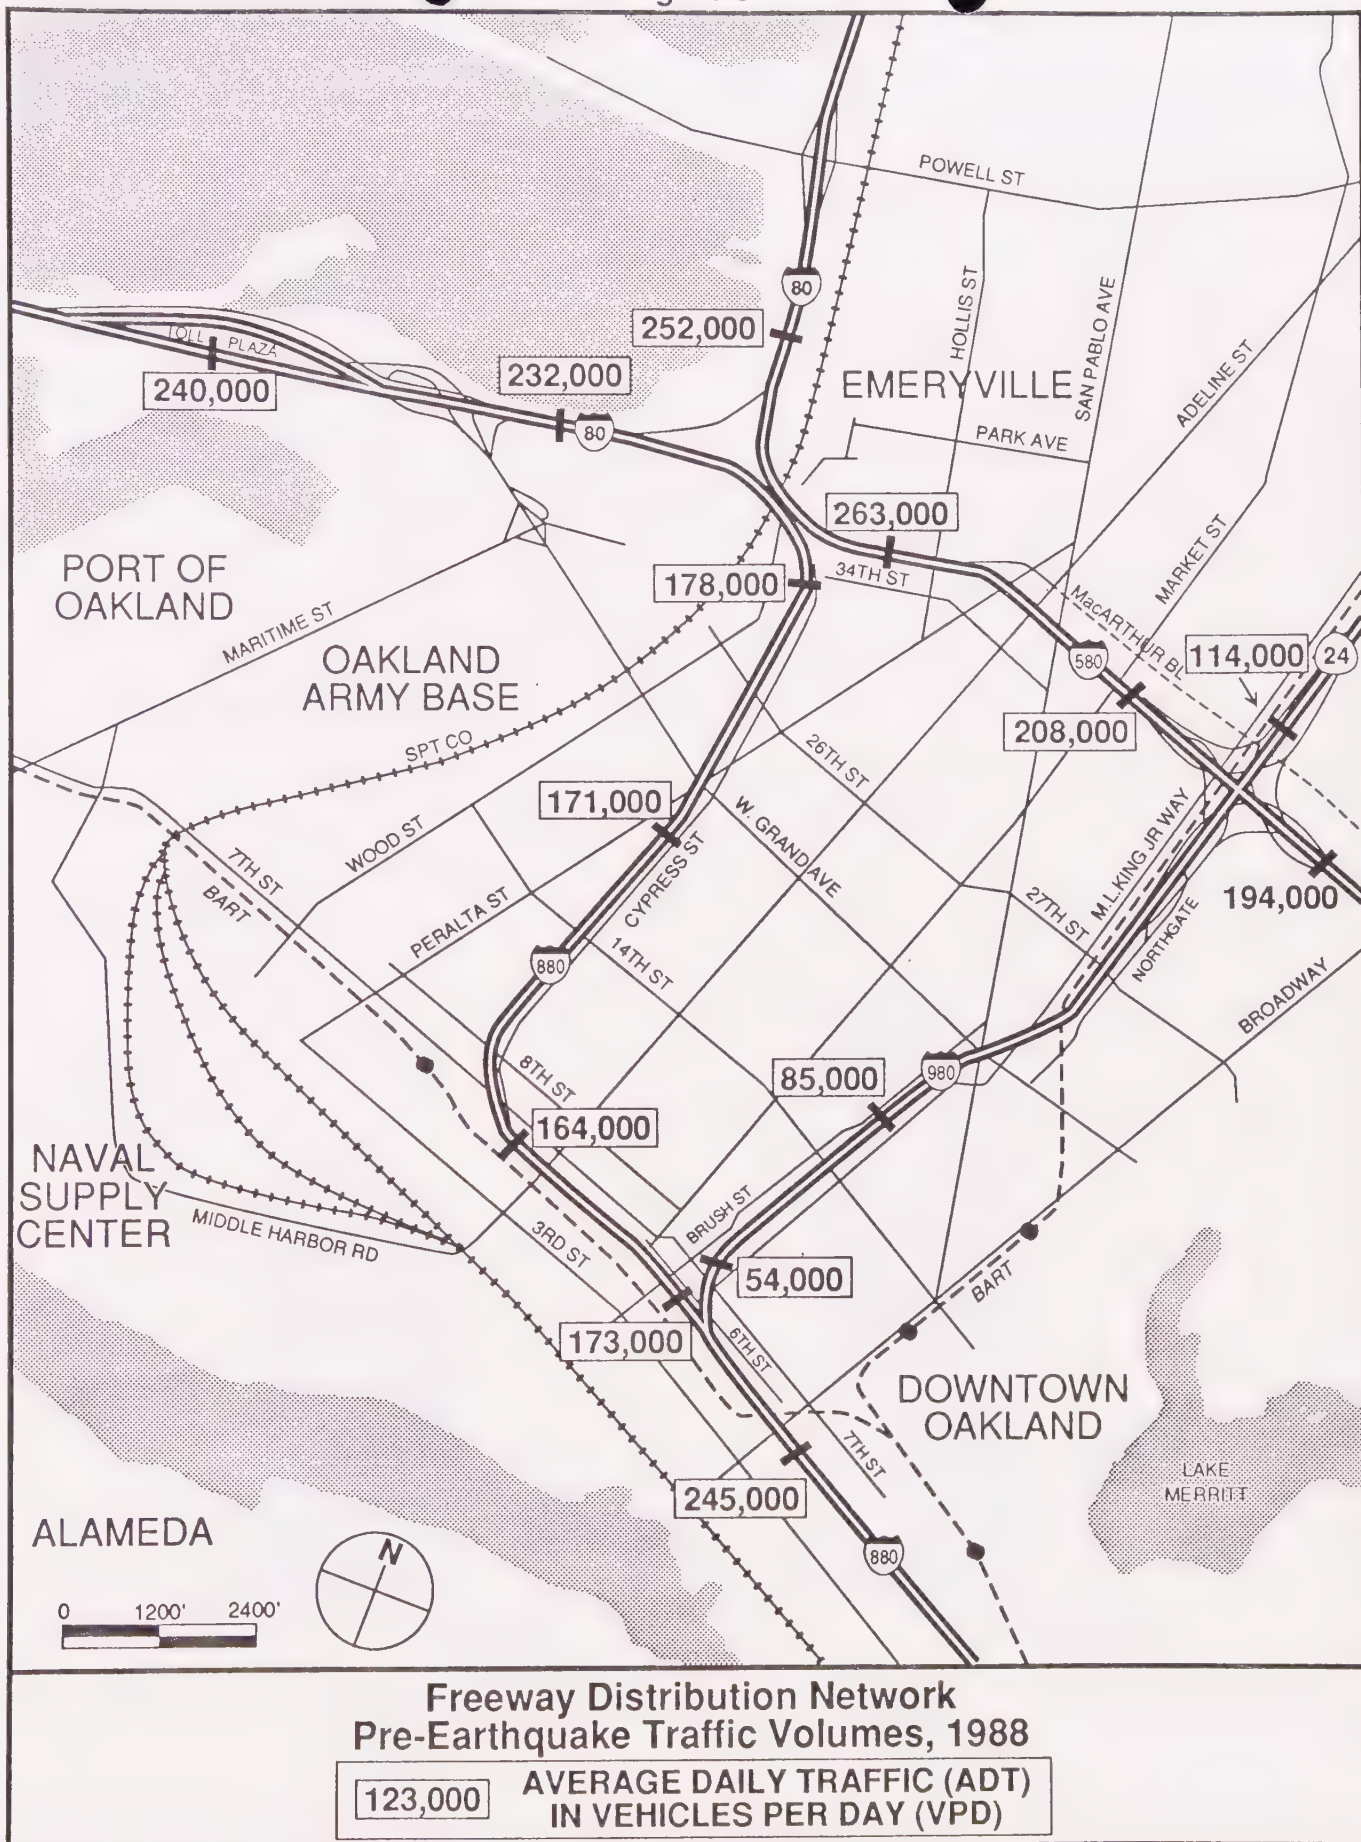 POWELL ST
80
HOLLIS ST
SAN PABLO AVE
252,000
TOLL PLAZA
240,000
232,000
80
EMERYVILLE
ADELINE ST
PARK AVE
263,000
PORT OF
OAKLAND
178,000
34TH ST
MARKET ST
MacARTHUR BL
MARITIME ST
OAKLAND
ARMY BASE
580
114,000
24
208,000
SPT CO
26TH ST
171,000
W. GRAND AVE
WOOD ST
CYPRESS ST
M.L.KING JR WAY
7TH ST
BART
PERALTA ST
27TH ST
194,000
NORTHGATE
14TH ST
880
BROADWAY
8TH ST
85,000
980
164,000
NAVAL
SUPPLY
CENTER
MIDDLE HARBOR RD
3RD ST
BRUSH ST
54,000
BART
173,000
6TH ST
DOWNTOWN
OAKLAND
7TH ST
LAKE
MERRITT
245,000
ALAMEDA
N
880
0 1200' 2400'
Freeway Distribution Network
Pre-Earthquake Traffic Volumes, 1988
123,000
AVERAGE DAILY TRAFFIC (ADT)
IN VEHICLES PER DAY (VPD)